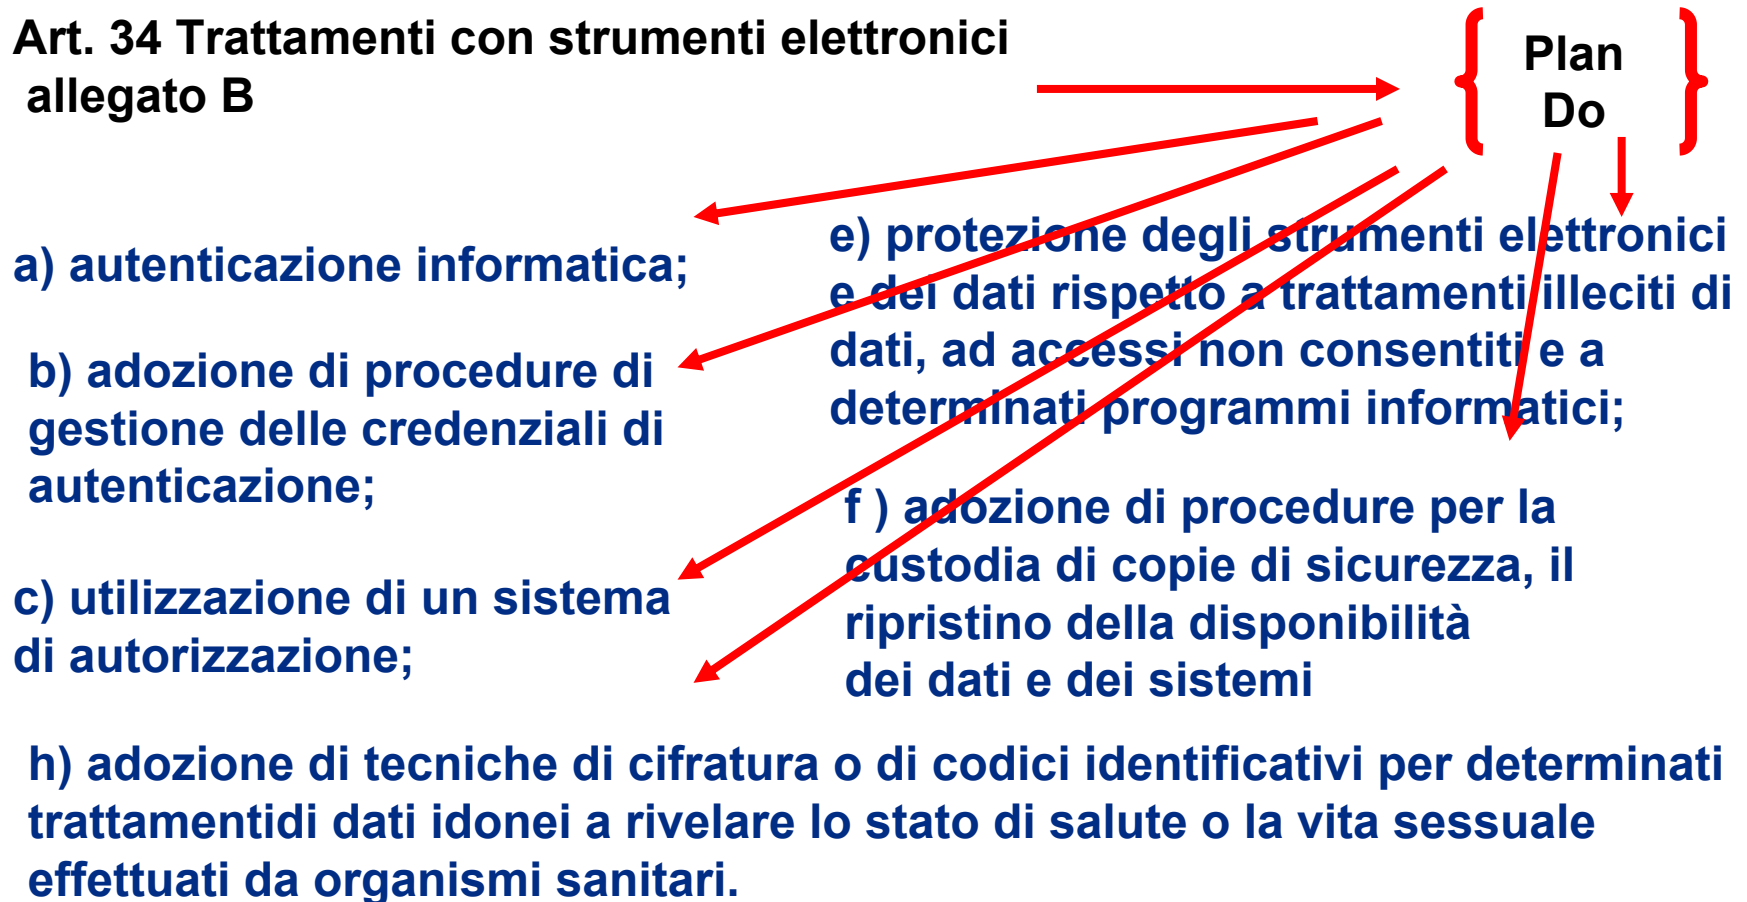 Art. 34 Trattamenti con strumenti elettronici
allegato B
Plan
Do
a) autenticazione informatica;
b) adozione di procedure di
gestione delle credenziali di
autenticazione;
c) utilizzazione di un sistema
di autorizzazione;
e) protezione degli strumenti elettronici
e dei dati rispetto a trattamenti illeciti di
dati, ad accessi non consentiti e a
determinati programmi informatici;
f ) adozione di procedure per la
custodia di copie di sicurezza, il
ripristino della disponibilità
dei dati e dei sistemi
h) adozione di tecniche di cifratura o di codici identificativi per determinati
trattamentidi dati idonei a rivelare lo stato di salute o la vita sessuale
effettuati da organismi sanitari.